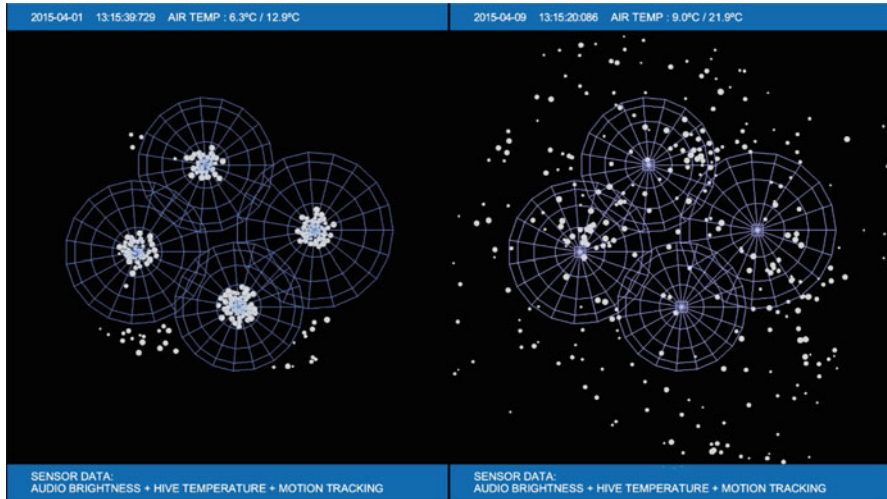 2015-04-01 13:15:39:729 AIR TEMP : 6.3ºC / 12.9ºC
2015-04-09 13:15:20:086 AIR TEMP : 9.0ºC / 21.9ºC
SENSOR DATA:
AUDIO BRIGHTNESS + HIVE TEMPERATURE + MOTION TRACKING
SENSOR DATA:
AUDIO BRIGHTNESS + HIVE TEMPERATURE + MOTION TRACKING